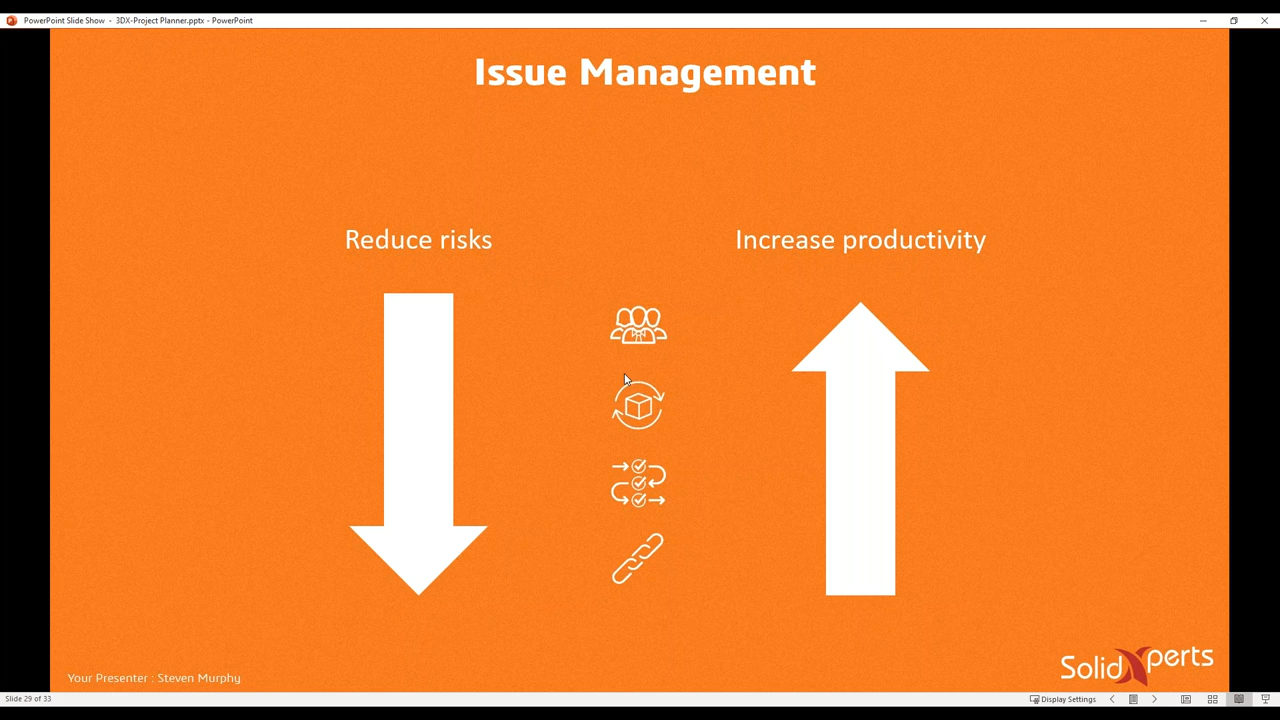 PowerPoint Slide Show - 3DX-Project Planner.pptx - PowerPoint
Issue Management
Reduce risks
Increase productivity
Your Presenter : Steven Murphy
SolidXperts
Slide 29 of 33
Display Settings